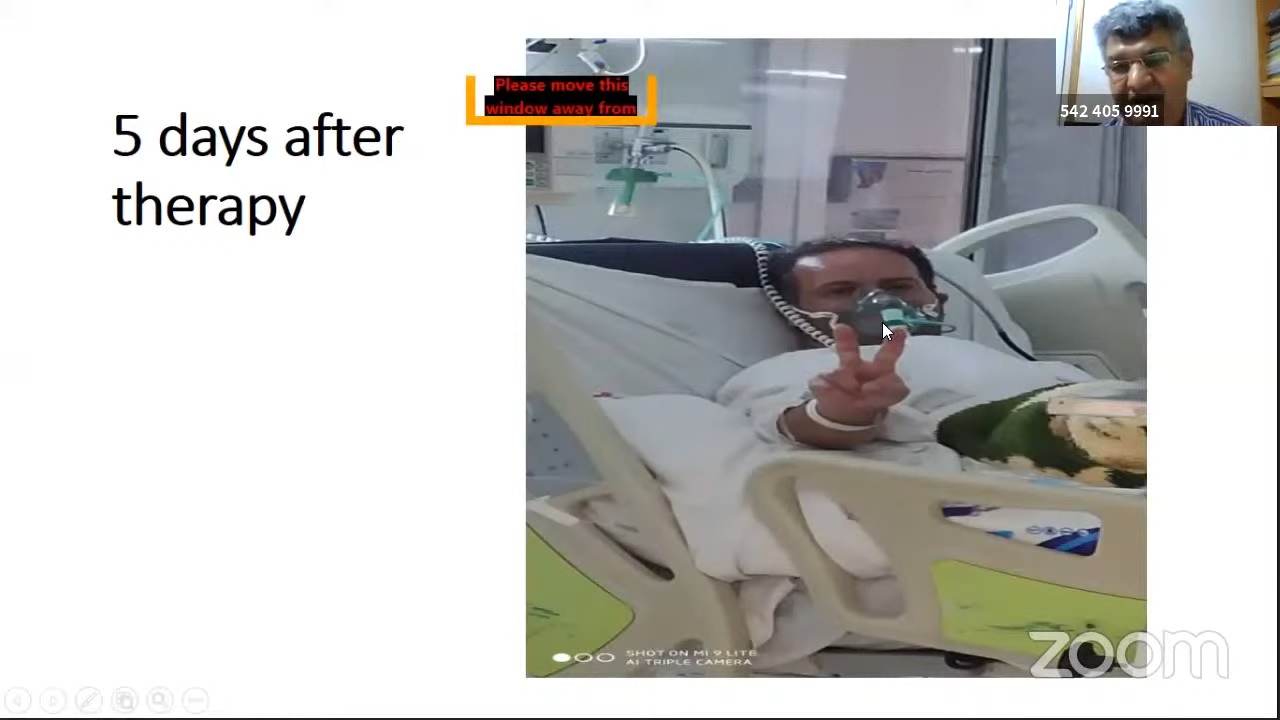 5 days after
therapy
Please move this
window away from
542 405 9991
SHOT ON MI 9 LITE
AI TRIPLE CAMERA
zoom